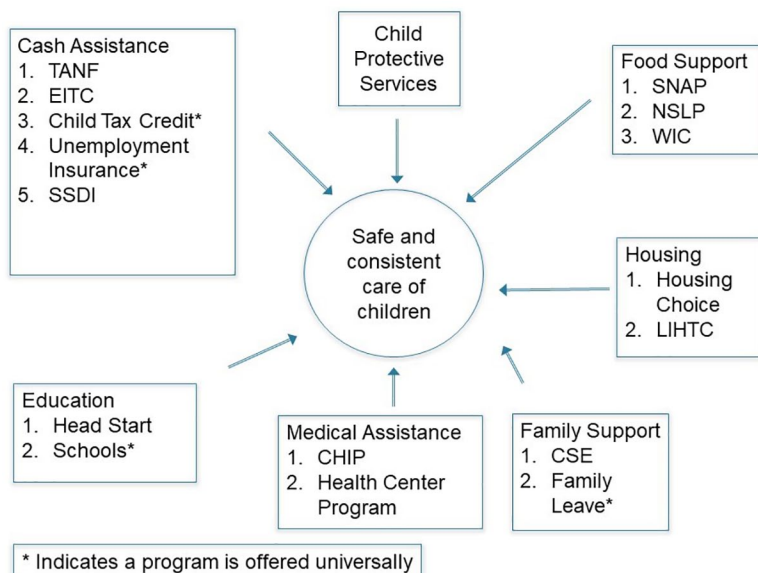 Cash Assistance
1. TANF
2. EITC
3. Child Tax Credit*
4. Unemployment
Insurance*
5. SSDI
Child
Protective
Services
Food Support
1. SNAP
2. NSLP
3. WIC
Safe and
consistent
care of
children
Housing
1. Housing
Choice
2. LIHTC
Education
1. Head Start
2. Schools*
Medical Assistance
1. CHIP
2. Health Center
Program
Family Support
1. CSE
2. Family
Leave*
* Indicates a program is offered universally